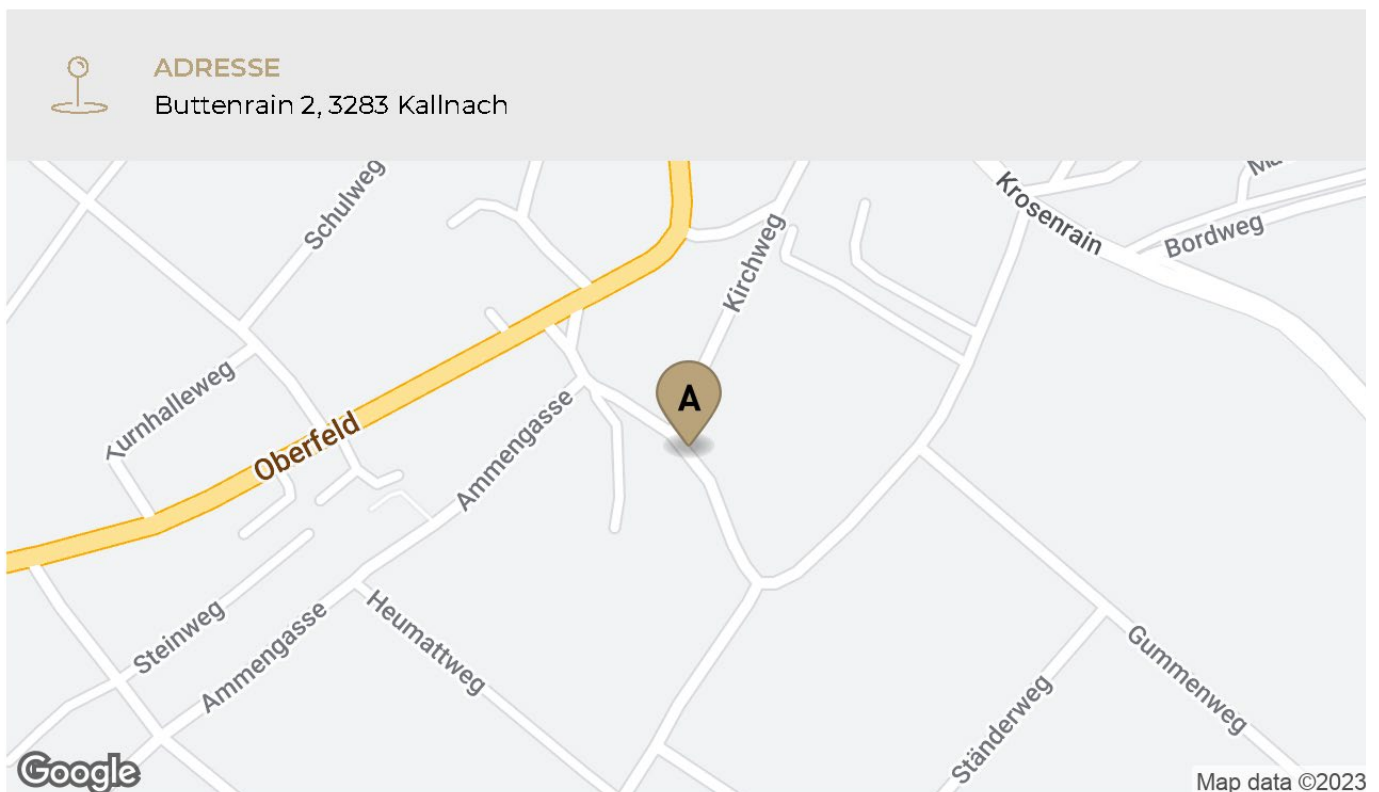 ADRESSE
Buttenrain 2, 3283 Kallnach
Schulweg
Krosenrain
Bordweg
Kirchweg
Turnhalleweg
Oberfeld
A
Ammengasse
Steinweg
Ammengasse
Heumattweg
Gummenweg
Ständerweg
Google
Map data ©2023